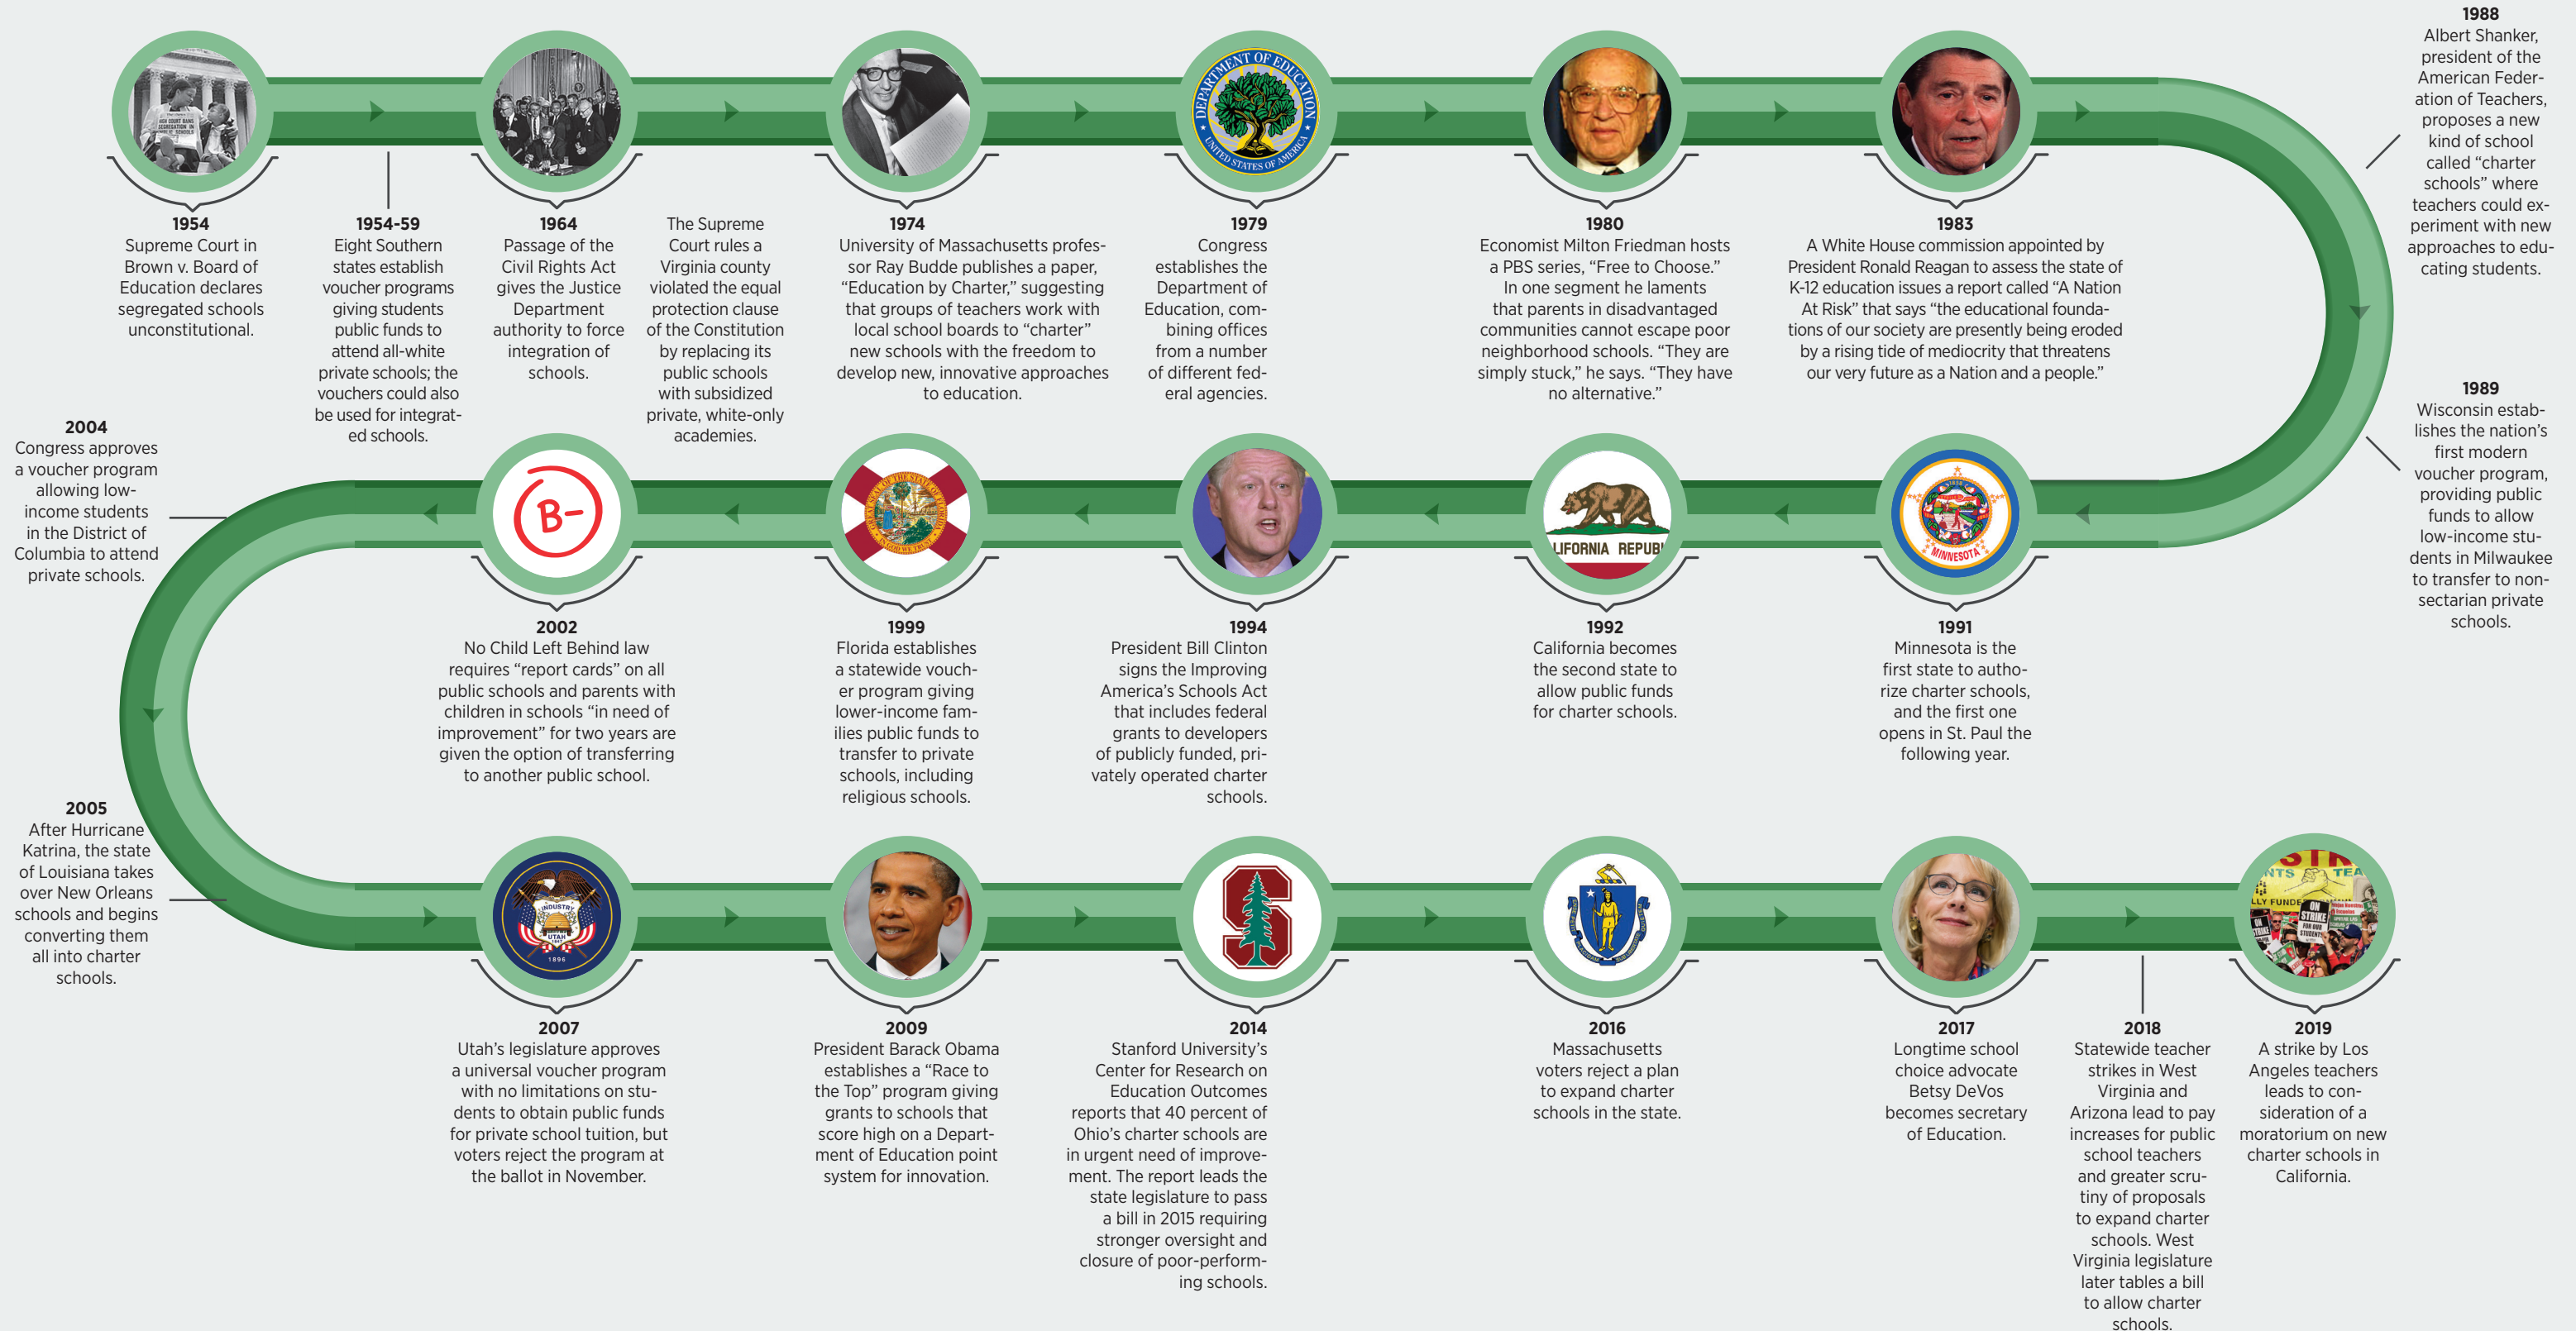 1954
Supreme Court in
Brown v. Board of
Education declares
segregated schools
unconstitutional.
1954-59
Eight Southern
states establish
voucher programs
giving students
public funds to
attend all-white
private schools; the
vouchers could also
be used for integrat-
ed schools.
1964
Passage of the
Civil Rights Act
gives the Justice
Department
authority to force
integration of
schools.
The Supreme
Court rules a
Virginia county
violated the equal
protection clause
of the Constitution
by replacing its
public schools
with subsidized
private, white-only
academies.
1974
University of Massachusetts profes-
sor Ray Budde publishes a paper,
“Education by Charter,” suggesting
that groups of teachers work with
local school boards to “charter”
new schools with the freedom to
develop new, innovative approaches
to education.
DEPARTMENT OF EDUCATION
UNITED STATES OF AMERICA
1979
Congress
establishes the
Department of
Education, com-
bining offices
from a number
of different fed-
eral agencies.
1980
Economist Milton Friedman hosts
a PBS series, “Free to Choose.”
In one segment he laments
that parents in disadvantaged
communities cannot escape poor
neighborhood schools. “They are
simply stuck,” he says. “They have
no alternative.”
1983
A White House commission appointed by
President Ronald Reagan to assess the state of
K-12 education issues a report called “A Nation
At Risk” that says “the educational founda-
tions of our society are presently being eroded
by a rising tide of mediocrity that threatens
our very future as a Nation and a people.”
1988
Albert Shanker,
president of the
American Feder-
ation of Teachers,
proposes a new
kind of school
called “charter
schools” where
teachers could ex-
periment with new
approaches to edu-
cating students.
1989
Wisconsin estab-
lishes the nation’s
first modern
voucher program,
providing public
funds to allow
low-income stu-
dents in Milwaukee
to transfer to non-
sectarian private
schools.
MINNESOTA
1991
Minnesota is the
first state to autho-
rize charter schools,
and the first one
opens in St. Paul the
following year.
LIFORNIA REPUB
1992
California becomes
the second state to
allow public funds
for charter schools.
1994
President Bill Clinton
signs the Improving
America’s Schools Act
that includes federal
grants to developers
of publicly funded, pri-
vately operated charter
schools.
GREAT SEAL OF THE STATE OF FLORIDA
IN GOD WE TRUST
1999
Florida establishes
a statewide vouch-
er program giving
lower-income fam-
ilies public funds to
transfer to private
schools, including
religious schools.
B-
2002
No Child Left Behind law
requires “report cards” on all
public schools and parents with
children in schools “in need of
improvement” for two years are
given the option of transferring
to another public school.
2004
Congress approves
a voucher program
allowing low-
income students
in the District of
Columbia to attend
private schools.
2005
After Hurricane
Katrina, the state
of Louisiana takes
over New Orleans
schools and begins
converting them
all into charter
schools.
INDUSTRY
UTAH
1896
2007
Utah’s legislature approves
a universal voucher program
with no limitations on stu-
dents to obtain public funds
for private school tuition, but
voters reject the program at
the ballot in November.
2009
President Barack Obama
establishes a “Race to
the Top” program giving
grants to schools that
score high on a Depart-
ment of Education point
system for innovation.
S
2014
Stanford University’s
Center for Research on
Education Outcomes
reports that 40 percent of
Ohio’s charter schools are
in urgent need of improve-
ment. The report leads the
state legislature to pass
a bill in 2015 requiring
stronger oversight and
closure of poor-perform-
ing schools.
2016
Massachusetts
voters reject a plan
to expand charter
schools in the state.
2017
Longtime school
choice advocate
Betsy DeVos
becomes secretary
of Education.
2018
Statewide teacher
strikes in West
Virginia and
Arizona lead to pay
increases for public
school teachers
and greater scru-
tiny of proposals
to expand charter
schools. West
Virginia legislature
later tables a bill
to allow charter
schools.
STR
NTS TEA
LLY FUNDE
ON
STRIKE
FOR OUR
STUDENTS
2019
A strike by Los
Angeles teachers
leads to con-
sideration of a
moratorium on new
charter schools in
California.